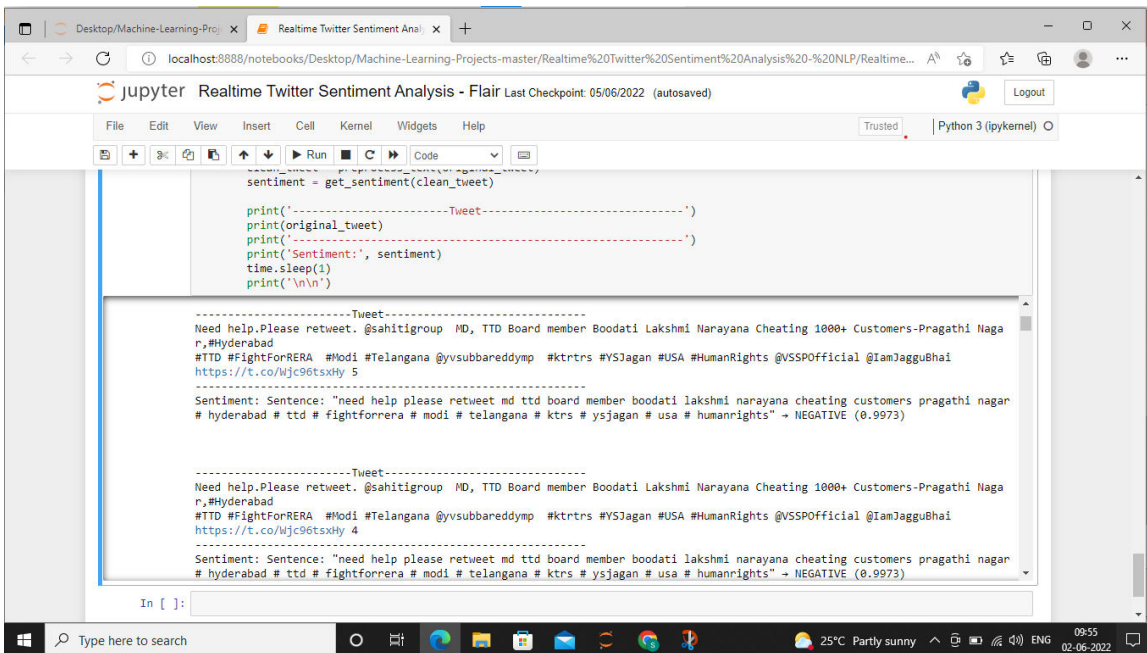 Desktop/Machine-Learning-Proj
Realtime Twitter Sentiment Anal
localhost:8888/notebooks/Desktop/Machine-Learning-Projects-master/Realtime%20Twitter%20Sentiment%20Analysis%20-%20NLP/Realtime...
jupyter Realtime Twitter Sentiment Analysis - Flair Last Checkpoint: 05/06/2022 (autosaved)
Logout
File Edit View Insert Cell Kernel Widgets Help
Trusted Python 3 (ipykernel)
Run Code
clean_tweet = preprocess_text(original_tweet)
sentiment = get_sentiment(clean_tweet)
print('------------------------Tweet-------------------------------')
print(original_tweet)
print('------------------------------------------------------------')
print('Sentiment:', sentiment)
time.sleep(1)
print('\n\n')
------------------------Tweet-------------------------------
Need help.Please retweet. @sahitigroup MD, TTD Board member Boodati Lakshmi Narayana Cheating 1000+ Customers-Pragathi Naga
r,#Hyderabad
#TTD #FightForRERA #Modi #Telangana @yvsubbareddymp #ktrtrs #YSJagan #USA #HumanRights @VSSPOfficial @IamJagguBhai
https://t.co/Wjc96tsxHy 5
------------------------------------------------------------
Sentiment: Sentence: "need help please retweet md ttd board member boodati lakshmi narayana cheating customers pragathi nagar
# hyderabad # ttd # fightforrera # modi # telangana # ktrs # ysjagan # usa # humanrights" → NEGATIVE (0.9973)
------------------------Tweet-------------------------------
Need help.Please retweet. @sahitigroup MD, TTD Board member Boodati Lakshmi Narayana Cheating 1000+ Customers-Pragathi Naga
r,#Hyderabad
#TTD #FightForRERA #Modi #Telangana @yvsubbareddymp #ktrtrs #YSJagan #USA #HumanRights @VSSPOfficial @IamJagguBhai
https://t.co/Wjc96tsxHy 4
------------------------------------------------------------
Sentiment: Sentence: "need help please retweet md ttd board member boodati lakshmi narayana cheating customers pragathi nagar
# hyderabad # ttd # fightforrera # modi # telangana # ktrs # ysjagan # usa # humanrights" → NEGATIVE (0.9973)
In [ ]:
Type here to search
25°C Partly sunny
ENG
09:55
02-06-2022